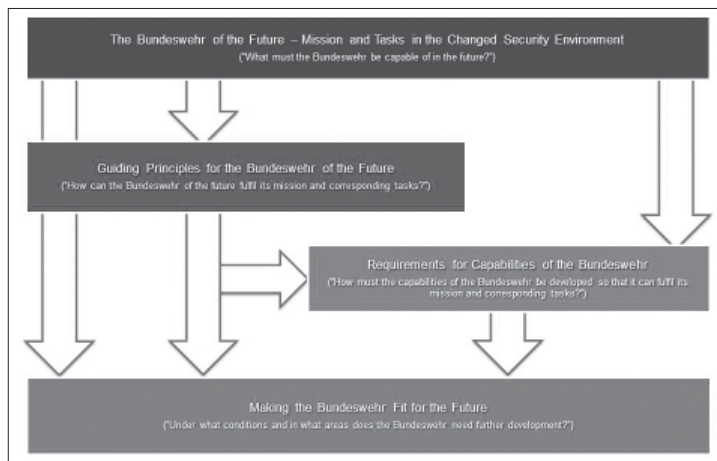 The Bundeswehr of the Future – Mission and Tasks in the Changed Security Environment
("What must the Bundeswehr be capable of in the future?")
Guiding Principles for the Bundeswehr of the Future
("How can the Bundeswehr of the future fulfil its mission and corresponding tasks?")
Requirements for Capabilities of the Bundeswehr
("How must the capabilities of the Bundeswehr be developed so that it can fulfil its
mission and corresponding tasks?")
Making the Bundeswehr Fit for the Future
("Under what conditions and in what areas does the Bundeswehr need further development?")